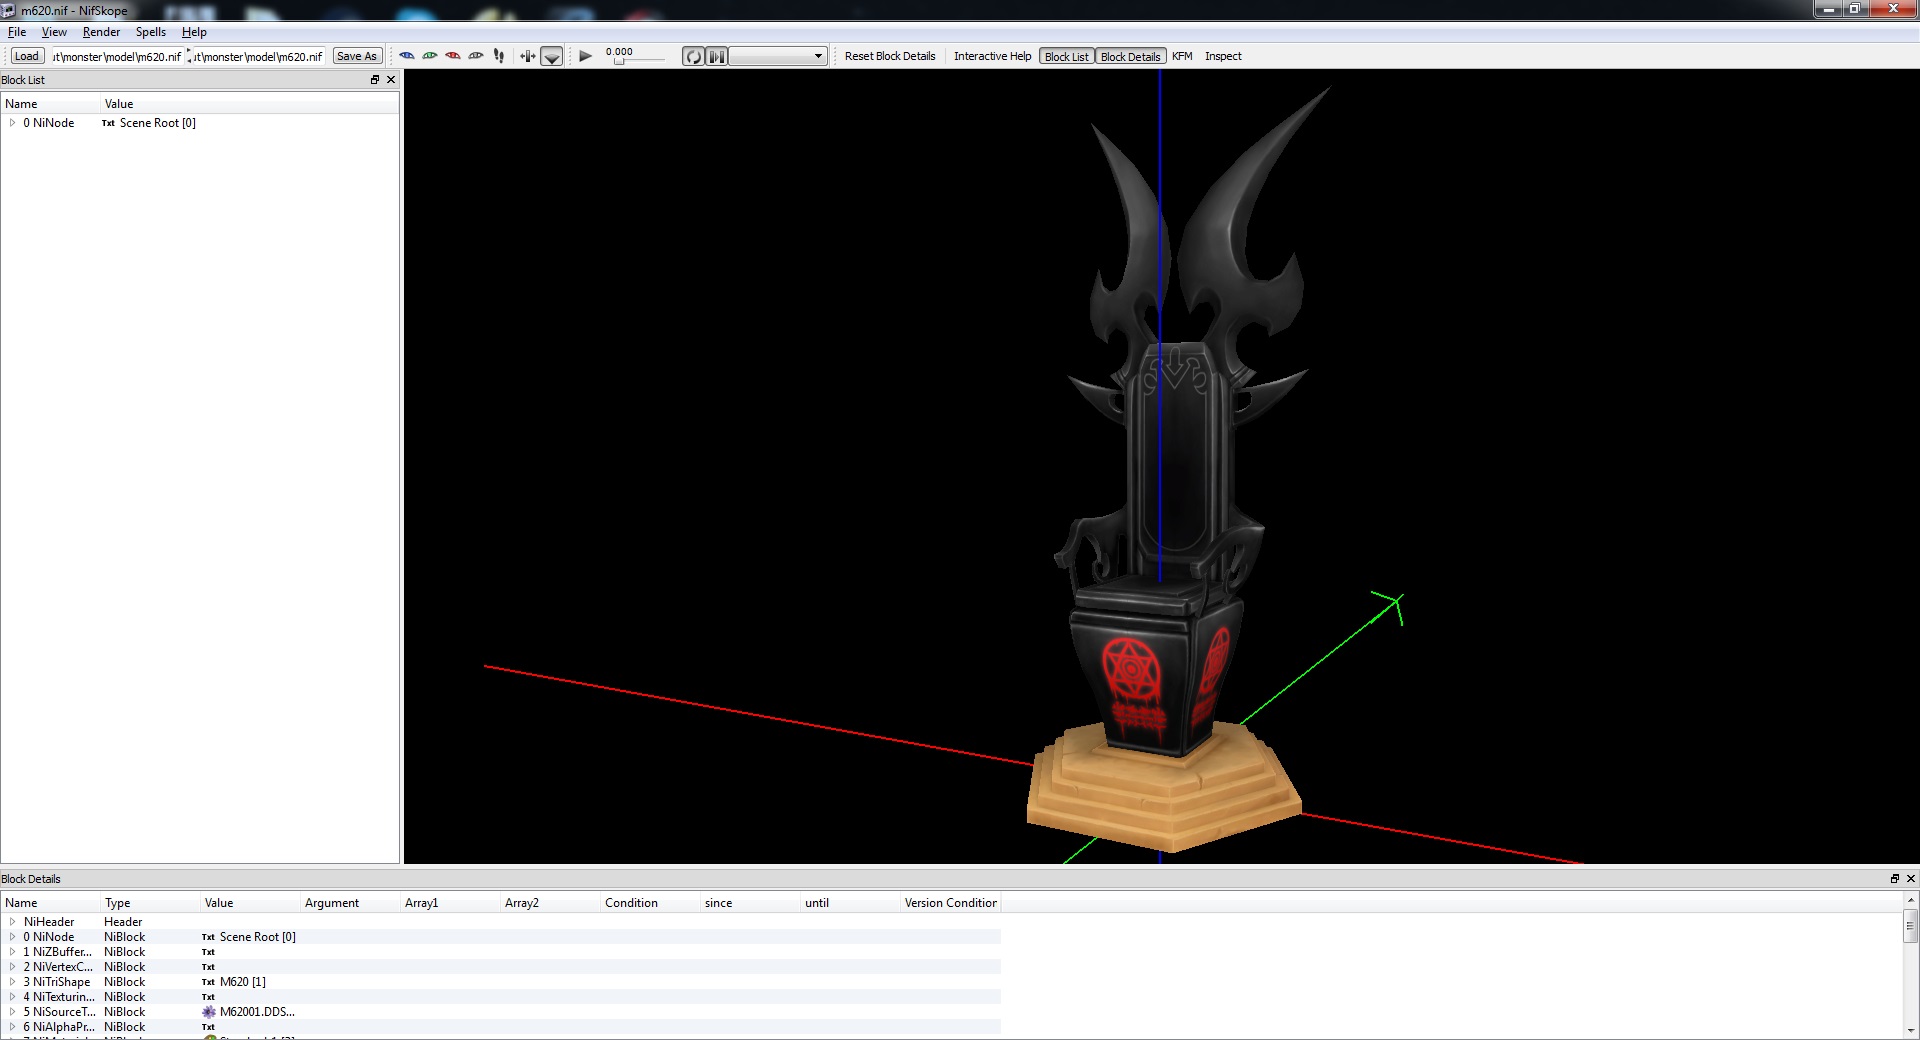 m620.nif - NifSkope
File View Render Spells Help
Load ut\monster\model\m620.nif ut\monster\model\m620.nif Save As 0.000 Reset Block Details Interactive Help Block List Block Details KFM Inspect
Block List
Name Value
0 NiNode Txt Scene Root [0]
Block Details
Name Type Value Argument Array1 Array2 Condition since until Version Condition
NiHeader Header
0 NiNode NiBlock Txt Scene Root [0]
1 NiZBuffer... NiBlock Txt
2 NiVertexC... NiBlock Txt
3 NiTriShape NiBlock Txt M620 [1]
4 NiTexturin... NiBlock Txt
5 NiSourceT... NiBlock M62001.DDS...
6 NiAlphaPr... NiBlock Txt